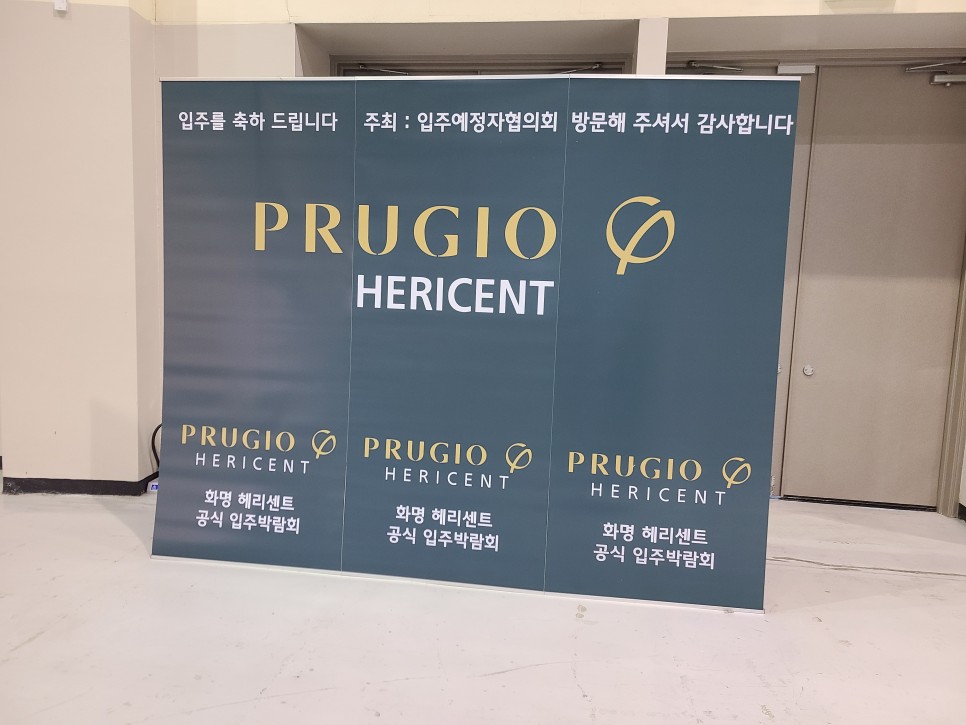 입주를 축하 드립니다
주최 : 입주예정자협의회
방문해 주셔서 감사합니다
PRUGIO
HERICENT
PRUGIO
HERICENT
화명 헤리센트
공식 입주박람회
PRUGIO
HERICENT
화명 헤리센트
공식 입주박람회
PRUGIO
HERICENT
화명 헤리센트
공식 입주박람회